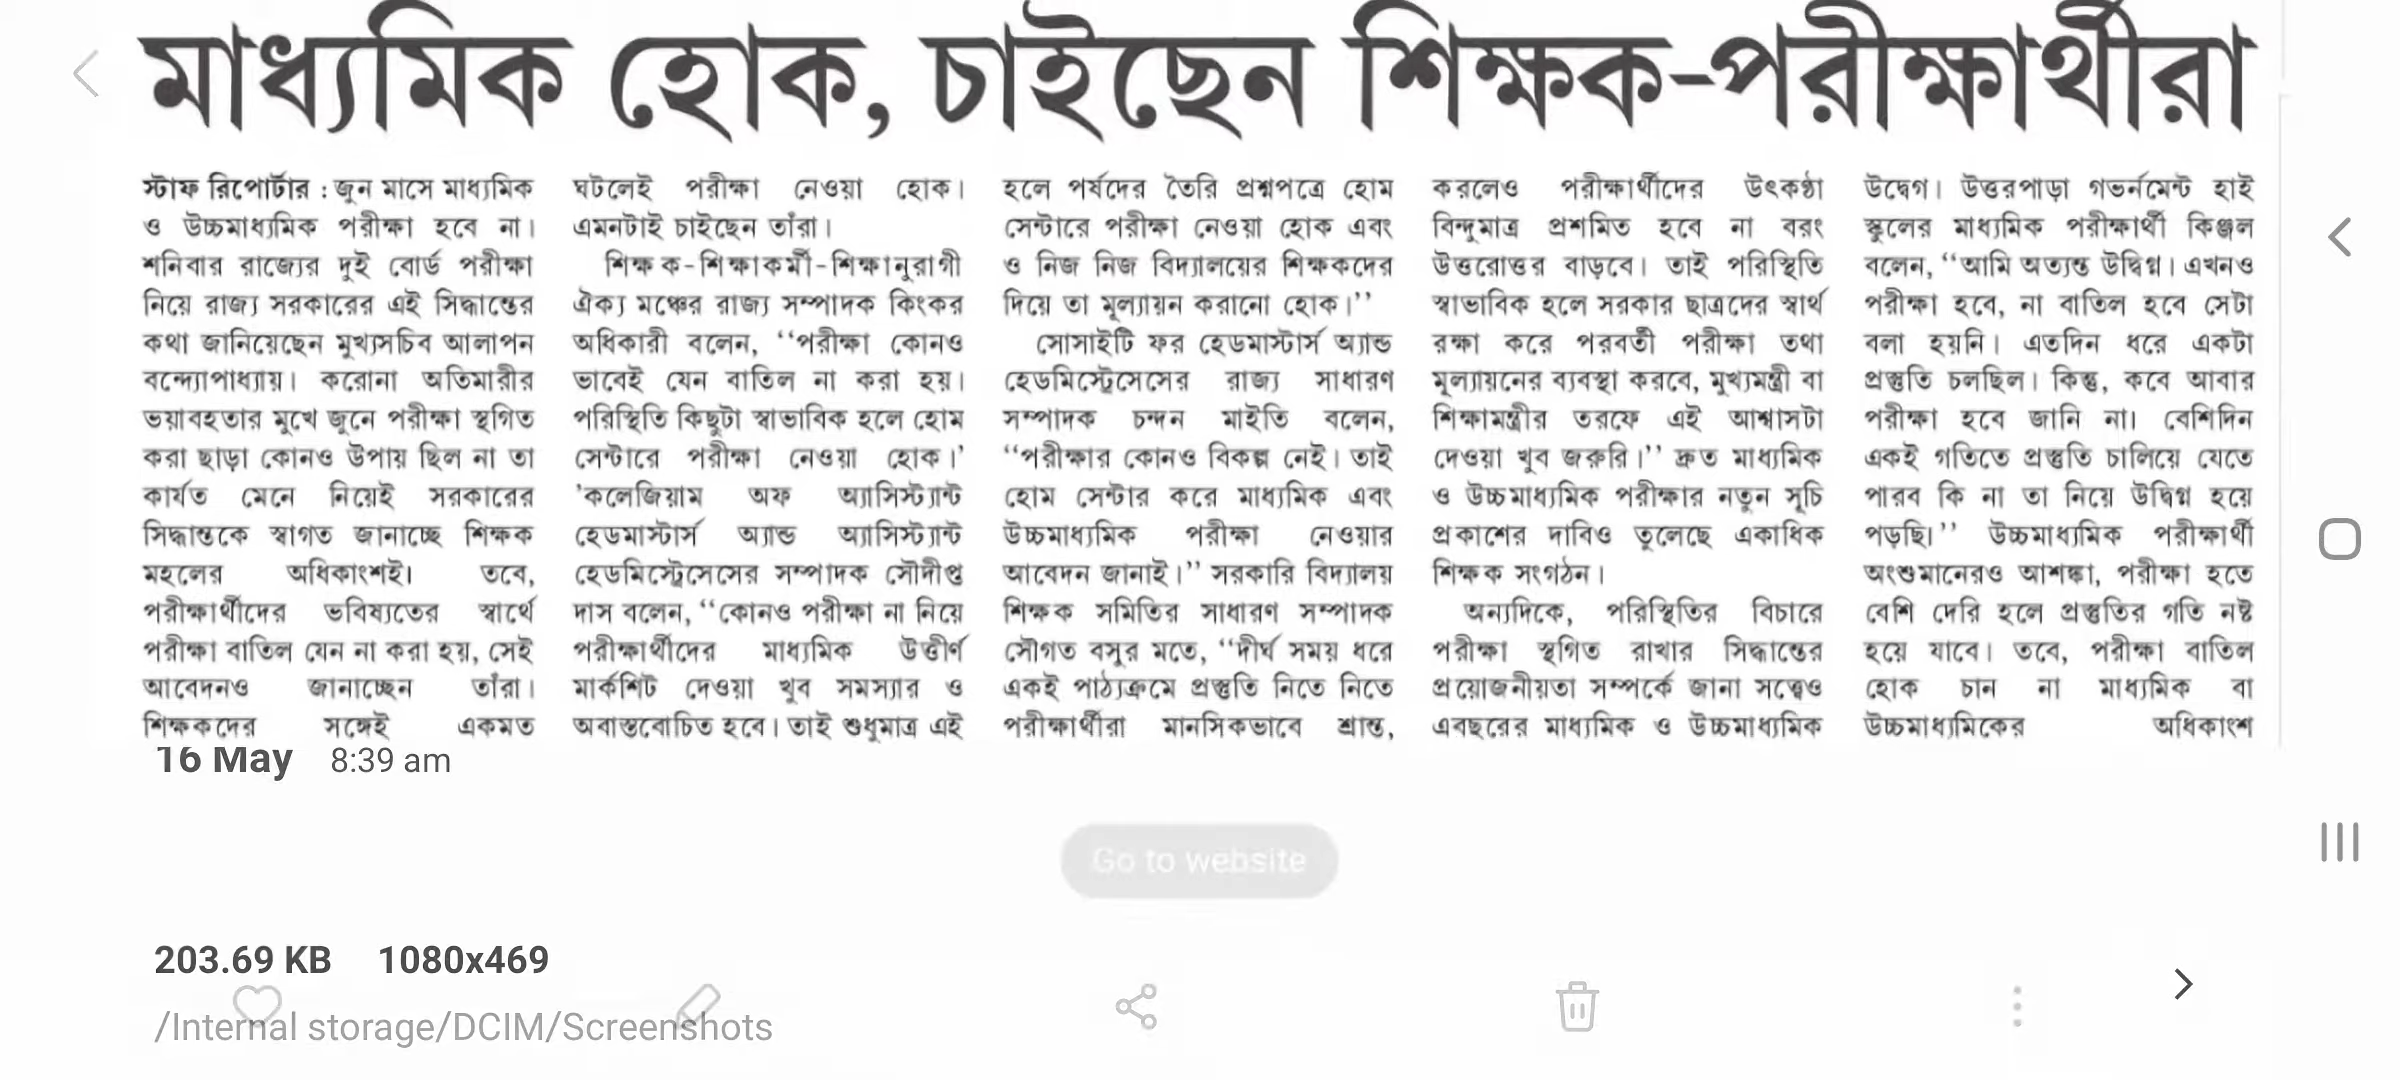 মাধ্যমিক হোক, চাইছেন শিক্ষক-পরীক্ষার্থীরা
স্টাফ রিপোর্টার : জুন মাসে মাধ্যমিক
ও উচ্চমাধ্যমিক পরীক্ষা হবে না।
শনিবার রাজ্যের দুই বোর্ড পরীক্ষা
নিয়ে রাজ্য সরকারের এই সিদ্ধান্তের
কথা জানিয়েছেন মুখ্যসচিব আলাপন
বন্দ্যোপাধ্যায়। করোনা অতিমারীর
ভয়াবহতার মুখে জুনে পরীক্ষা স্থগিত
করা ছাড়া কোনও উপায় ছিল না তা
কার্যত মেনে নিয়েই সরকারের
সিদ্ধান্তকে স্বাগত জানাচ্ছে শিক্ষক
মহলের অধিকাংশই। তবে,
পরীক্ষার্থীদের ভবিষ্যতের স্বার্থে
পরীক্ষা বাতিল যেন না করা হয়, সেই
আবেদনও জানাচ্ছেন তাঁরা।
শিক্ষকদের সঙ্গেই একমত
ঘটলেই পরীক্ষা নেওয়া হোক।
এমনটাই চাইছেন তাঁরা।
শিক্ষক-শিক্ষাকর্মী-শিক্ষানুরাগী
ঐক্য মঞ্চের রাজ্য সম্পাদক কিংকর
অধিকারী বলেন, ‘‘পরীক্ষা কোনও
ভাবেই যেন বাতিল না করা হয়।
পরিস্থিতি কিছুটা স্বাভাবিক হলে হোম
সেন্টারে পরীক্ষা নেওয়া হোক।’
’কলেজিয়াম অফ অ্যাসিস্ট্যান্ট
হেডমাস্টার্স অ্যান্ড অ্যাসিস্ট্যান্ট
হেডমিস্ট্রেসেসের সম্পাদক সৌদীপ্ত
দাস বলেন, ‘‘কোনও পরীক্ষা না নিয়ে
পরীক্ষার্থীদের মাধ্যমিক উত্তীর্ণ
মার্কশিট দেওয়া খুব সমস্যার ও
অবাস্তবোচিত হবে। তাই শুধুমাত্র এই
হলে পর্ষদের তৈরি প্রশ্নপত্রে হোম
সেন্টারে পরীক্ষা নেওয়া হোক এবং
ও নিজ নিজ বিদ্যালয়ের শিক্ষকদের
দিয়ে তা মূল্যায়ন করানো হোক।’’
সোসাইটি ফর হেডমাস্টার্স অ্যান্ড
হেডমিস্ট্রেসেসের রাজ্য সাধারণ
সম্পাদক চন্দন মাইতি বলেন,
‘‘পরীক্ষার কোনও বিকল্প নেই। তাই
হোম সেন্টার করে মাধ্যমিক এবং
উচ্চমাধ্যমিক পরীক্ষা নেওয়ার
আবেদন জানাই।’’ সরকারি বিদ্যালয়
শিক্ষক সমিতির সাধারণ সম্পাদক
সৌগত বসুর মতে, ‘‘দীর্ঘ সময় ধরে
একই পাঠ্যক্রমে প্রস্তুতি নিতে নিতে
পরীক্ষার্থীরা মানসিকভাবে শ্রান্ত,
করলেও পরীক্ষার্থীদের উৎকণ্ঠা
বিন্দুমাত্র প্রশমিত হবে না বরং
উত্তরোত্তর বাড়বে। তাই পরিস্থিতি
স্বাভাবিক হলে সরকার ছাত্রদের স্বার্থ
রক্ষা করে পরবর্তী পরীক্ষা তথা
মূল্যায়নের ব্যবস্থা করবে, মুখ্যমন্ত্রী বা
শিক্ষামন্ত্রীর তরফে এই আশ্বাসটা
দেওয়া খুব জরুরি।’’ দ্রুত মাধ্যমিক
ও উচ্চমাধ্যমিক পরীক্ষার নতুন সূচি
প্রকাশের দাবিও তুলেছে একাধিক
শিক্ষক সংগঠন।
অন্যদিকে, পরিস্থিতির বিচারে
পরীক্ষা স্থগিত রাখার সিদ্ধান্তের
প্রয়োজনীয়তা সম্পর্কে জানা সত্ত্বেও
এবছরের মাধ্যমিক ও উচ্চমাধ্যমিক
উদ্বেগ। উত্তরপাড়া গভর্নমেন্ট হাই
স্কুলের মাধ্যমিক পরীক্ষার্থী কিঞ্জল
বলেন, ‘‘আমি অত্যন্ত উদ্বিগ্ন। এখনও
পরীক্ষা হবে, না বাতিল হবে সেটা
বলা হয়নি। এতদিন ধরে একটা
প্রস্তুতি চলছিল। কিন্তু, কবে আবার
পরীক্ষা হবে জানি না। বেশিদিন
একই গতিতে প্রস্তুতি চালিয়ে যেতে
পারব কি না তা নিয়ে উদ্বিগ্ন হয়ে
পড়ছি।’’ উচ্চমাধ্যমিক পরীক্ষার্থী
অংশুমানেরও আশঙ্কা, পরীক্ষা হতে
বেশি দেরি হলে প্রস্তুতির গতি নষ্ট
হয়ে যাবে। তবে, পরীক্ষা বাতিল
হোক চান না মাধ্যমিক বা
উচ্চমাধ্যমিকের অধিকাংশ
16 May 8:39 am
Go to website
203.69 KB 1080x469
/Internal storage/DCIM/Screenshots